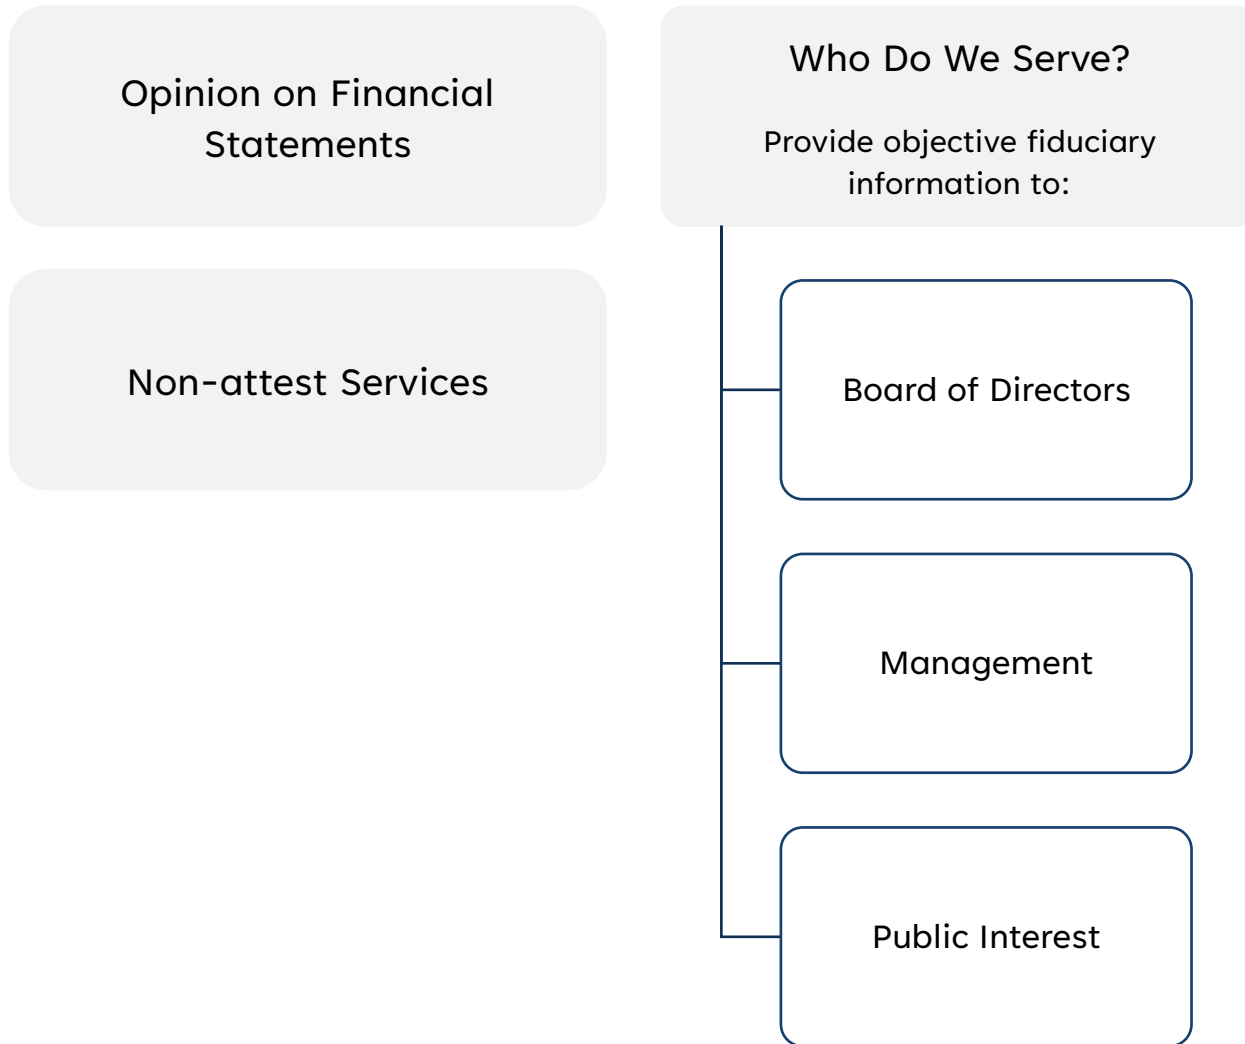 Opinion on Financial
Statements
Non-attest Services
Who Do We Serve?
Provide objective fiduciary
information to:
Board of Directors
Management
Public Interest